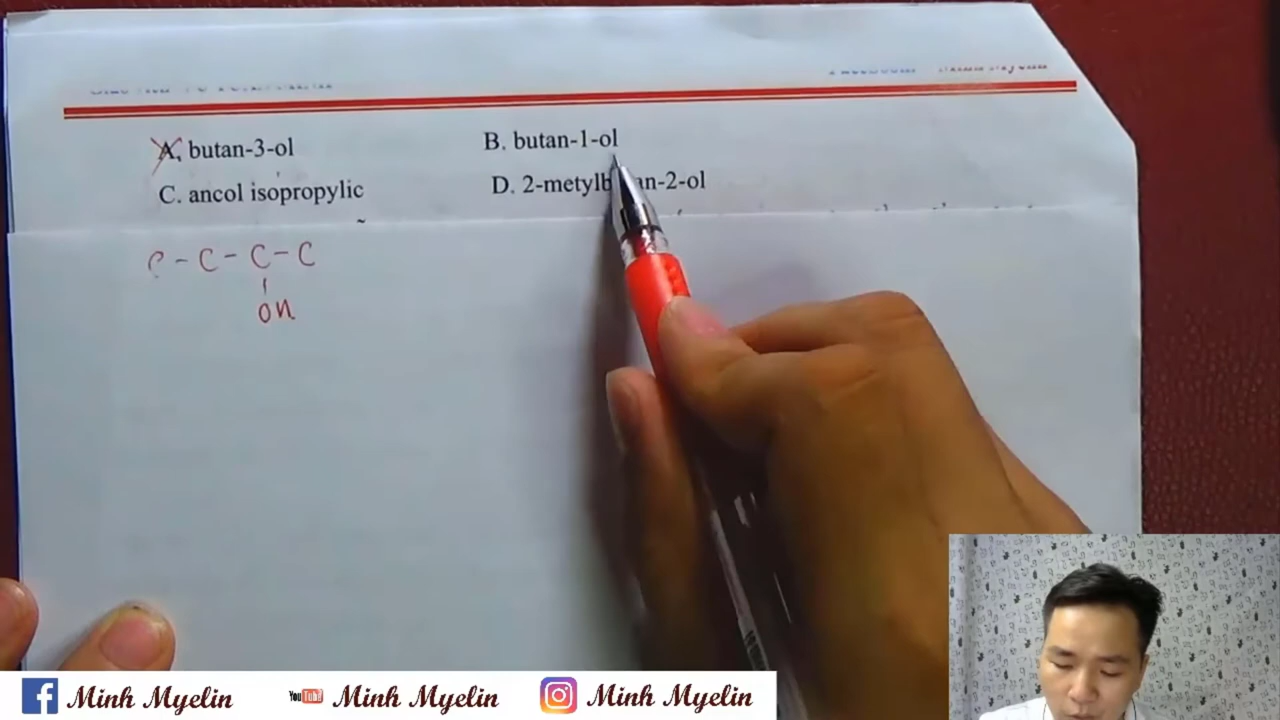 A. butan-3-ol B. butan-1-ol
C. ancol isopropylic D. 2-metylb an-2-ol
C - C - C - C
OH
Minh Myelin YouTube Minh Myelin Minh Myelin